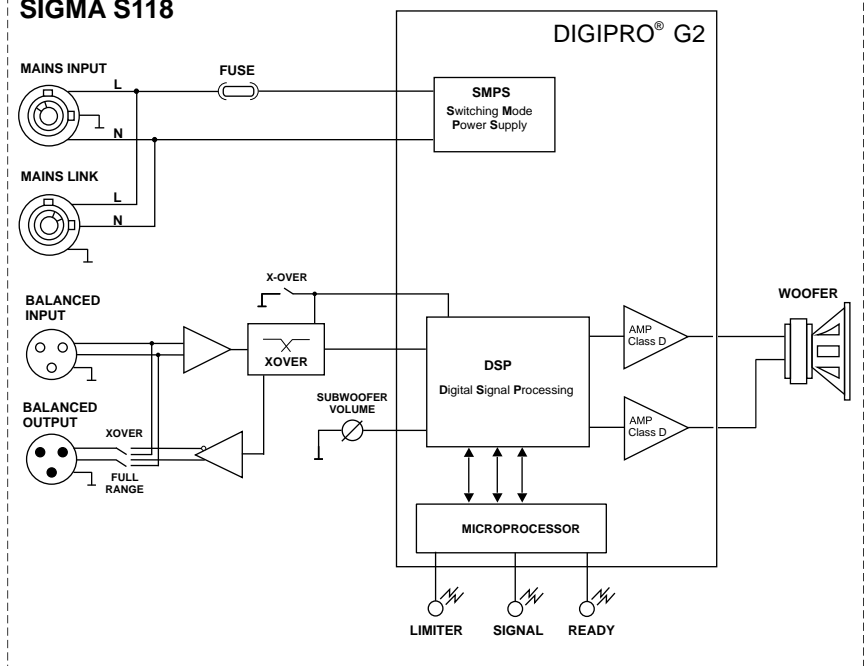 SIGMA S118
DIGIPRO® G2
MAINS INPUT
L
FUSE
N
SMPS
Switching Mode
Power Supply
MAINS LINK
L
N
X-OVER
BALANCED
INPUT
XOVER
WOOFER
AMP
Class D
DSP
Digital Signal Processing
BALANCED
OUTPUT
XOVER
FULL
RANGE
SUBWOOFER
VOLUME
AMP
Class D
MICROPROCESSOR
LIMITER
SIGNAL
READY